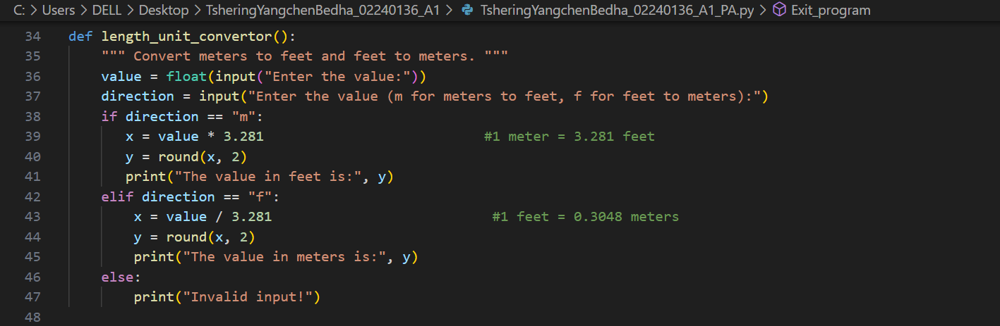 C: > Users > DELL > Desktop > TsheringYangchenBedha_02240136_A1 > TsheringYangchenBedha_02240136_A1_PA.py > Exit_program
34 def length_unit_convertor():
35     """ Convert meters to feet and feet to meters. """
36     value = float(input("Enter the value:"))
37     direction = input("Enter the value (m for meters to feet, f for feet to meters):")
38     if direction == "m":
39        x = value * 3.281                           #1 meter = 3.281 feet
40        y = round(x, 2)
41        print("The value in feet is:", y)
42     elif direction == "f":
43         x = value / 3.281                           #1 feet = 0.3048 meters
44         y = round(x, 2)
45         print("The value in meters is:", y)
46     else:
47         print("Invalid input!")
48